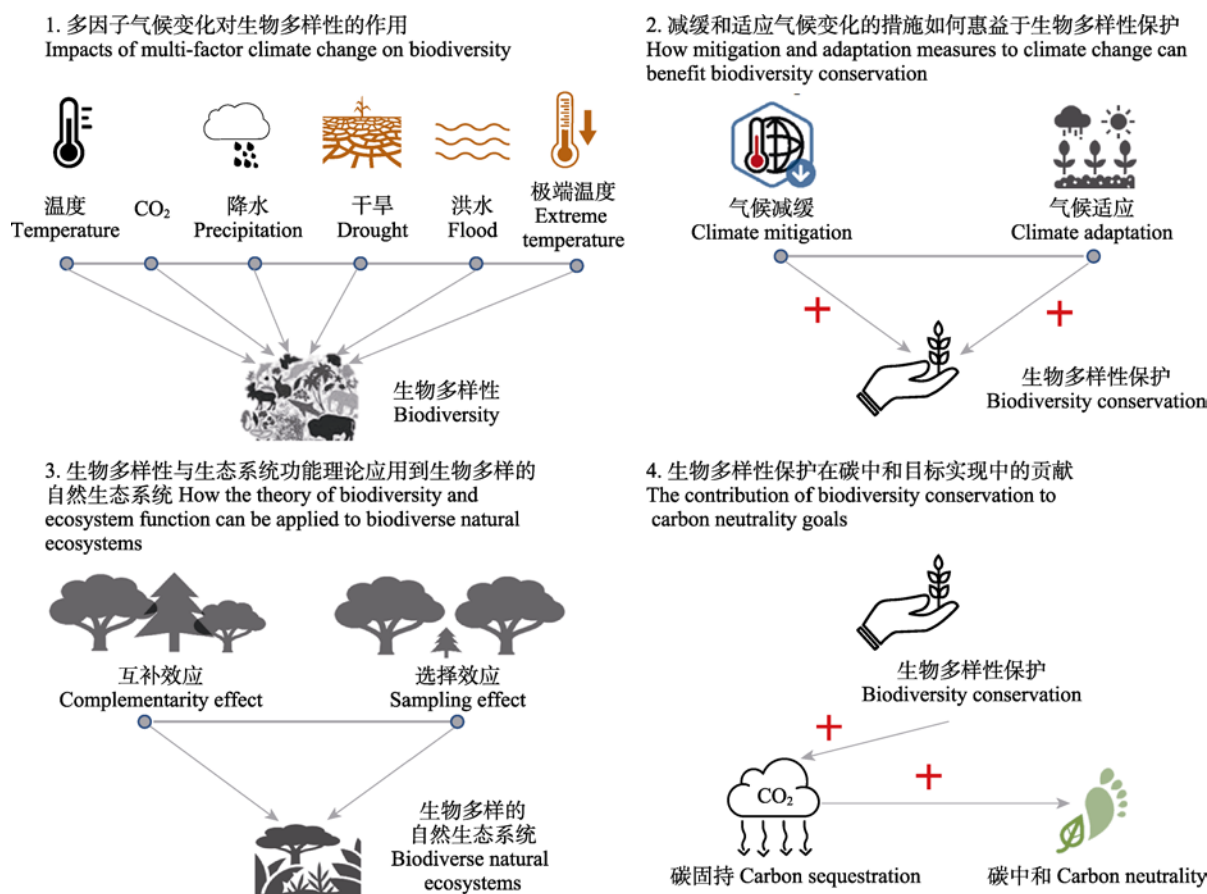 1. 多因子气候变化对生物多样性的作用
Impacts of multi-factor climate change on biodiversity
温度
Temperature
CO₂
降水
Precipitation
干旱
Drought
洪水
Flood
极端温度
Extreme
temperature
生物多样性
Biodiversity
2. 减缓和适应气候变化的措施如何惠益于生物多样性保护
How mitigation and adaptation measures to climate change can
benefit biodiversity conservation
气候减缓
Climate mitigation
气候适应
Climate adaptation
生物多样性保护
Biodiversity conservation
3. 生物多样性与生态系统功能理论应用到生物多样的
自然生态系统 How the theory of biodiversity and
ecosystem function can be applied to biodiverse natural
ecosystems
互补效应
Complementarity effect
选择效应
Sampling effect
生物多样的
自然生态系统
Biodiverse natural
ecosystems
4. 生物多样性保护在碳中和目标实现中的贡献
The contribution of biodiversity conservation to
carbon neutrality goals
生物多样性保护
Biodiversity conservation
CO₂
碳固持 Carbon sequestration
碳中和 Carbon neutrality